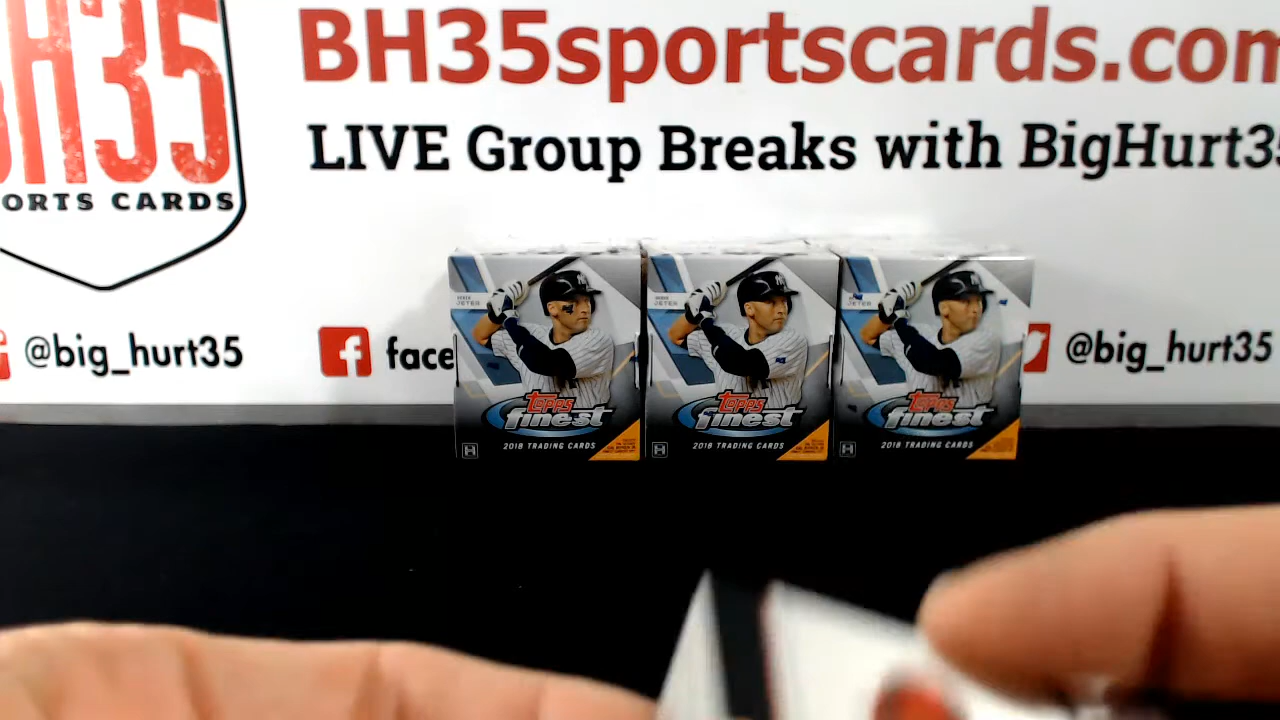 BH35
BH35sportscards.com
LIVE Group Breaks with BigHurt3
ORTS CARDS
@big_hurt35
face
@big_hurt35
JETER
JETER
JETER
TOPPS
finest
2018 TRADING CARDS
H
TOPPS
finest
2018 TRADING CARDS
H
TOPPS
finest
2018 TRADING CARDS
H